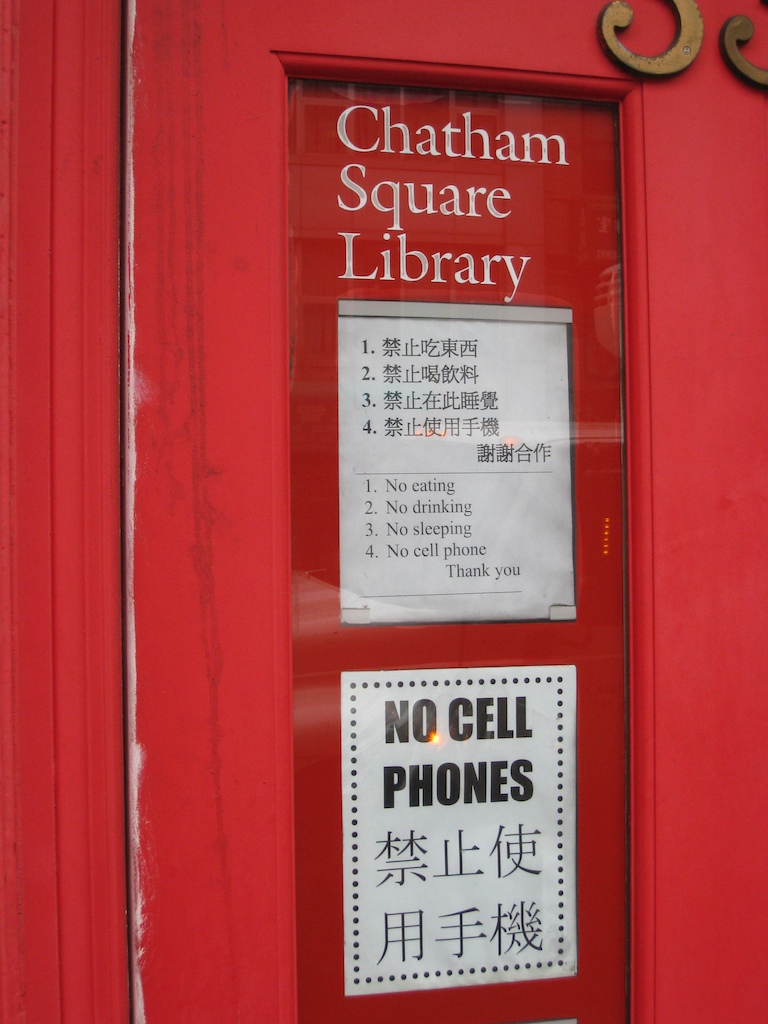 Chatham
Square
Library
1. 禁止吃東西
2. 禁止喝飲料
3. 禁止在此睡覺
4. 禁止使用手機
謝謝合作
1. No eating
2. No drinking
3. No sleeping
4. No cell phone
Thank you
NO CELL
PHONES
禁止使
用手機